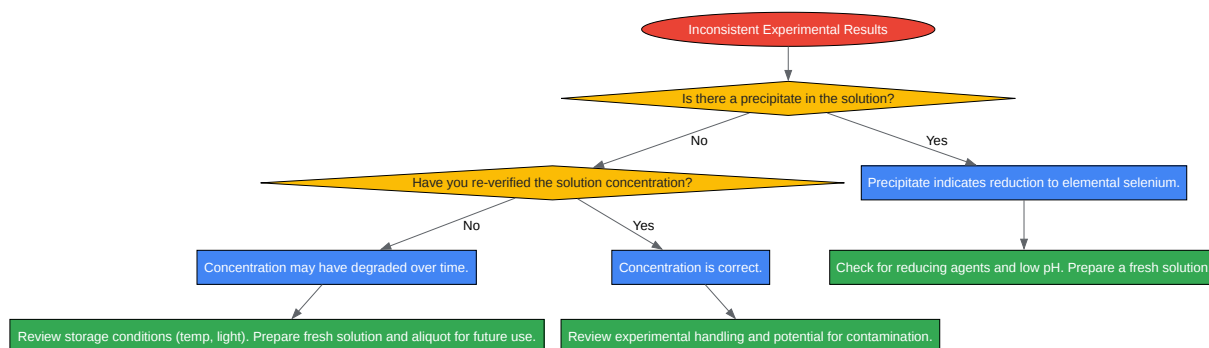 Inconsistent Experimental Results
Is there a precipitate in the solution?
No
Yes
Have you re-verified the solution concentration?
Precipitate indicates reduction to elemental selenium.
No
Yes
Concentration may have degraded over time.
Concentration is correct.
Check for reducing agents and low pH. Prepare a fresh solution
Review storage conditions (temp, light). Prepare fresh solution and aliquot for future use.
Review experimental handling and potential for contamination.